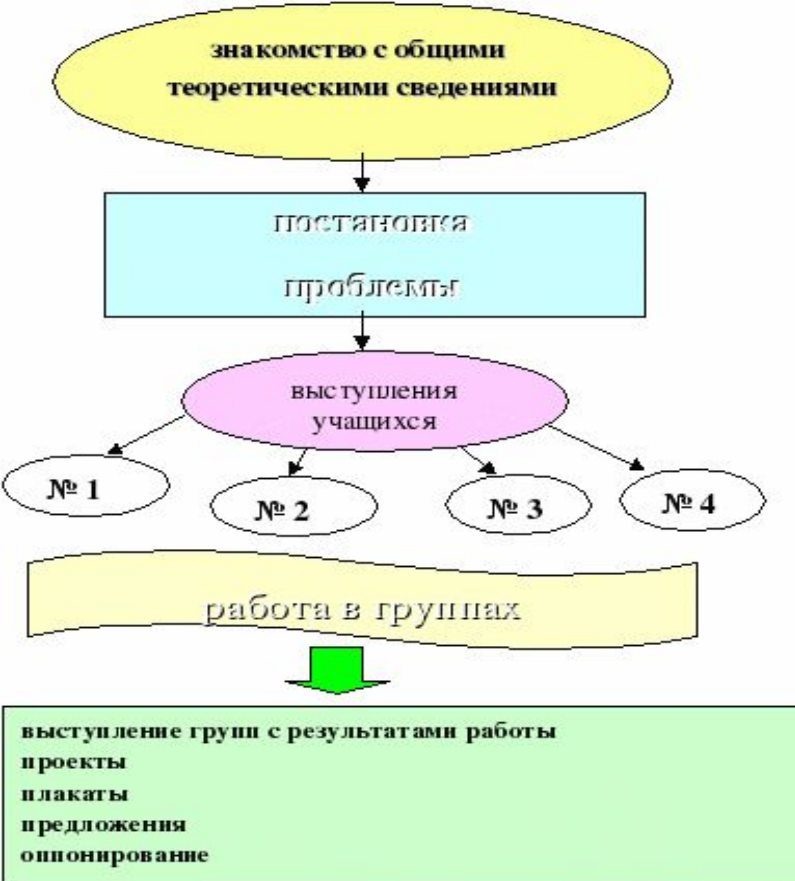 знакомство с общими
теоретическими сведениями
постановка
проблемы
выступления
учащихся
№ 1
№ 2
№ 3
№ 4
работа в группах
выступление групп с результатами работы
проекты
плакаты
предложения
оппонирование